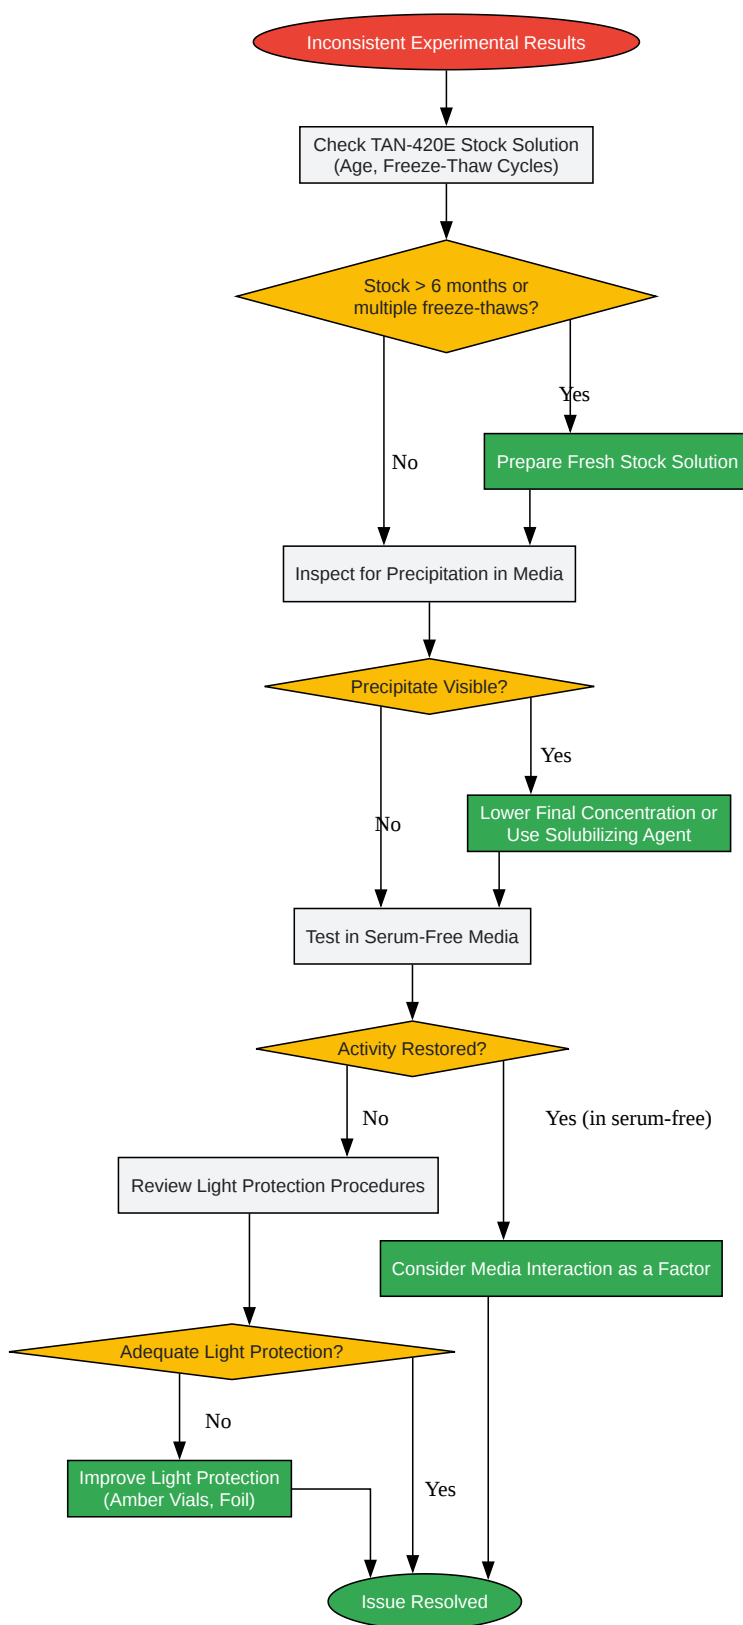 Inconsistent Experimental Results
Check TAN-420E Stock Solution
(Age, Freeze-Thaw Cycles)
Stock > 6 months or
multiple freeze-thaws?
Yes
No
Prepare Fresh Stock Solution
Inspect for Precipitation in Media
Precipitate Visible?
Yes
No
Lower Final Concentration or
Use Solubilizing Agent
Test in Serum-Free Media
Activity Restored?
No
Yes (in serum-free)
Review Light Protection Procedures
Consider Media Interaction as a Factor
Adequate Light Protection?
No
Yes
Improve Light Protection
(Amber Vials, Foil)
Issue Resolved